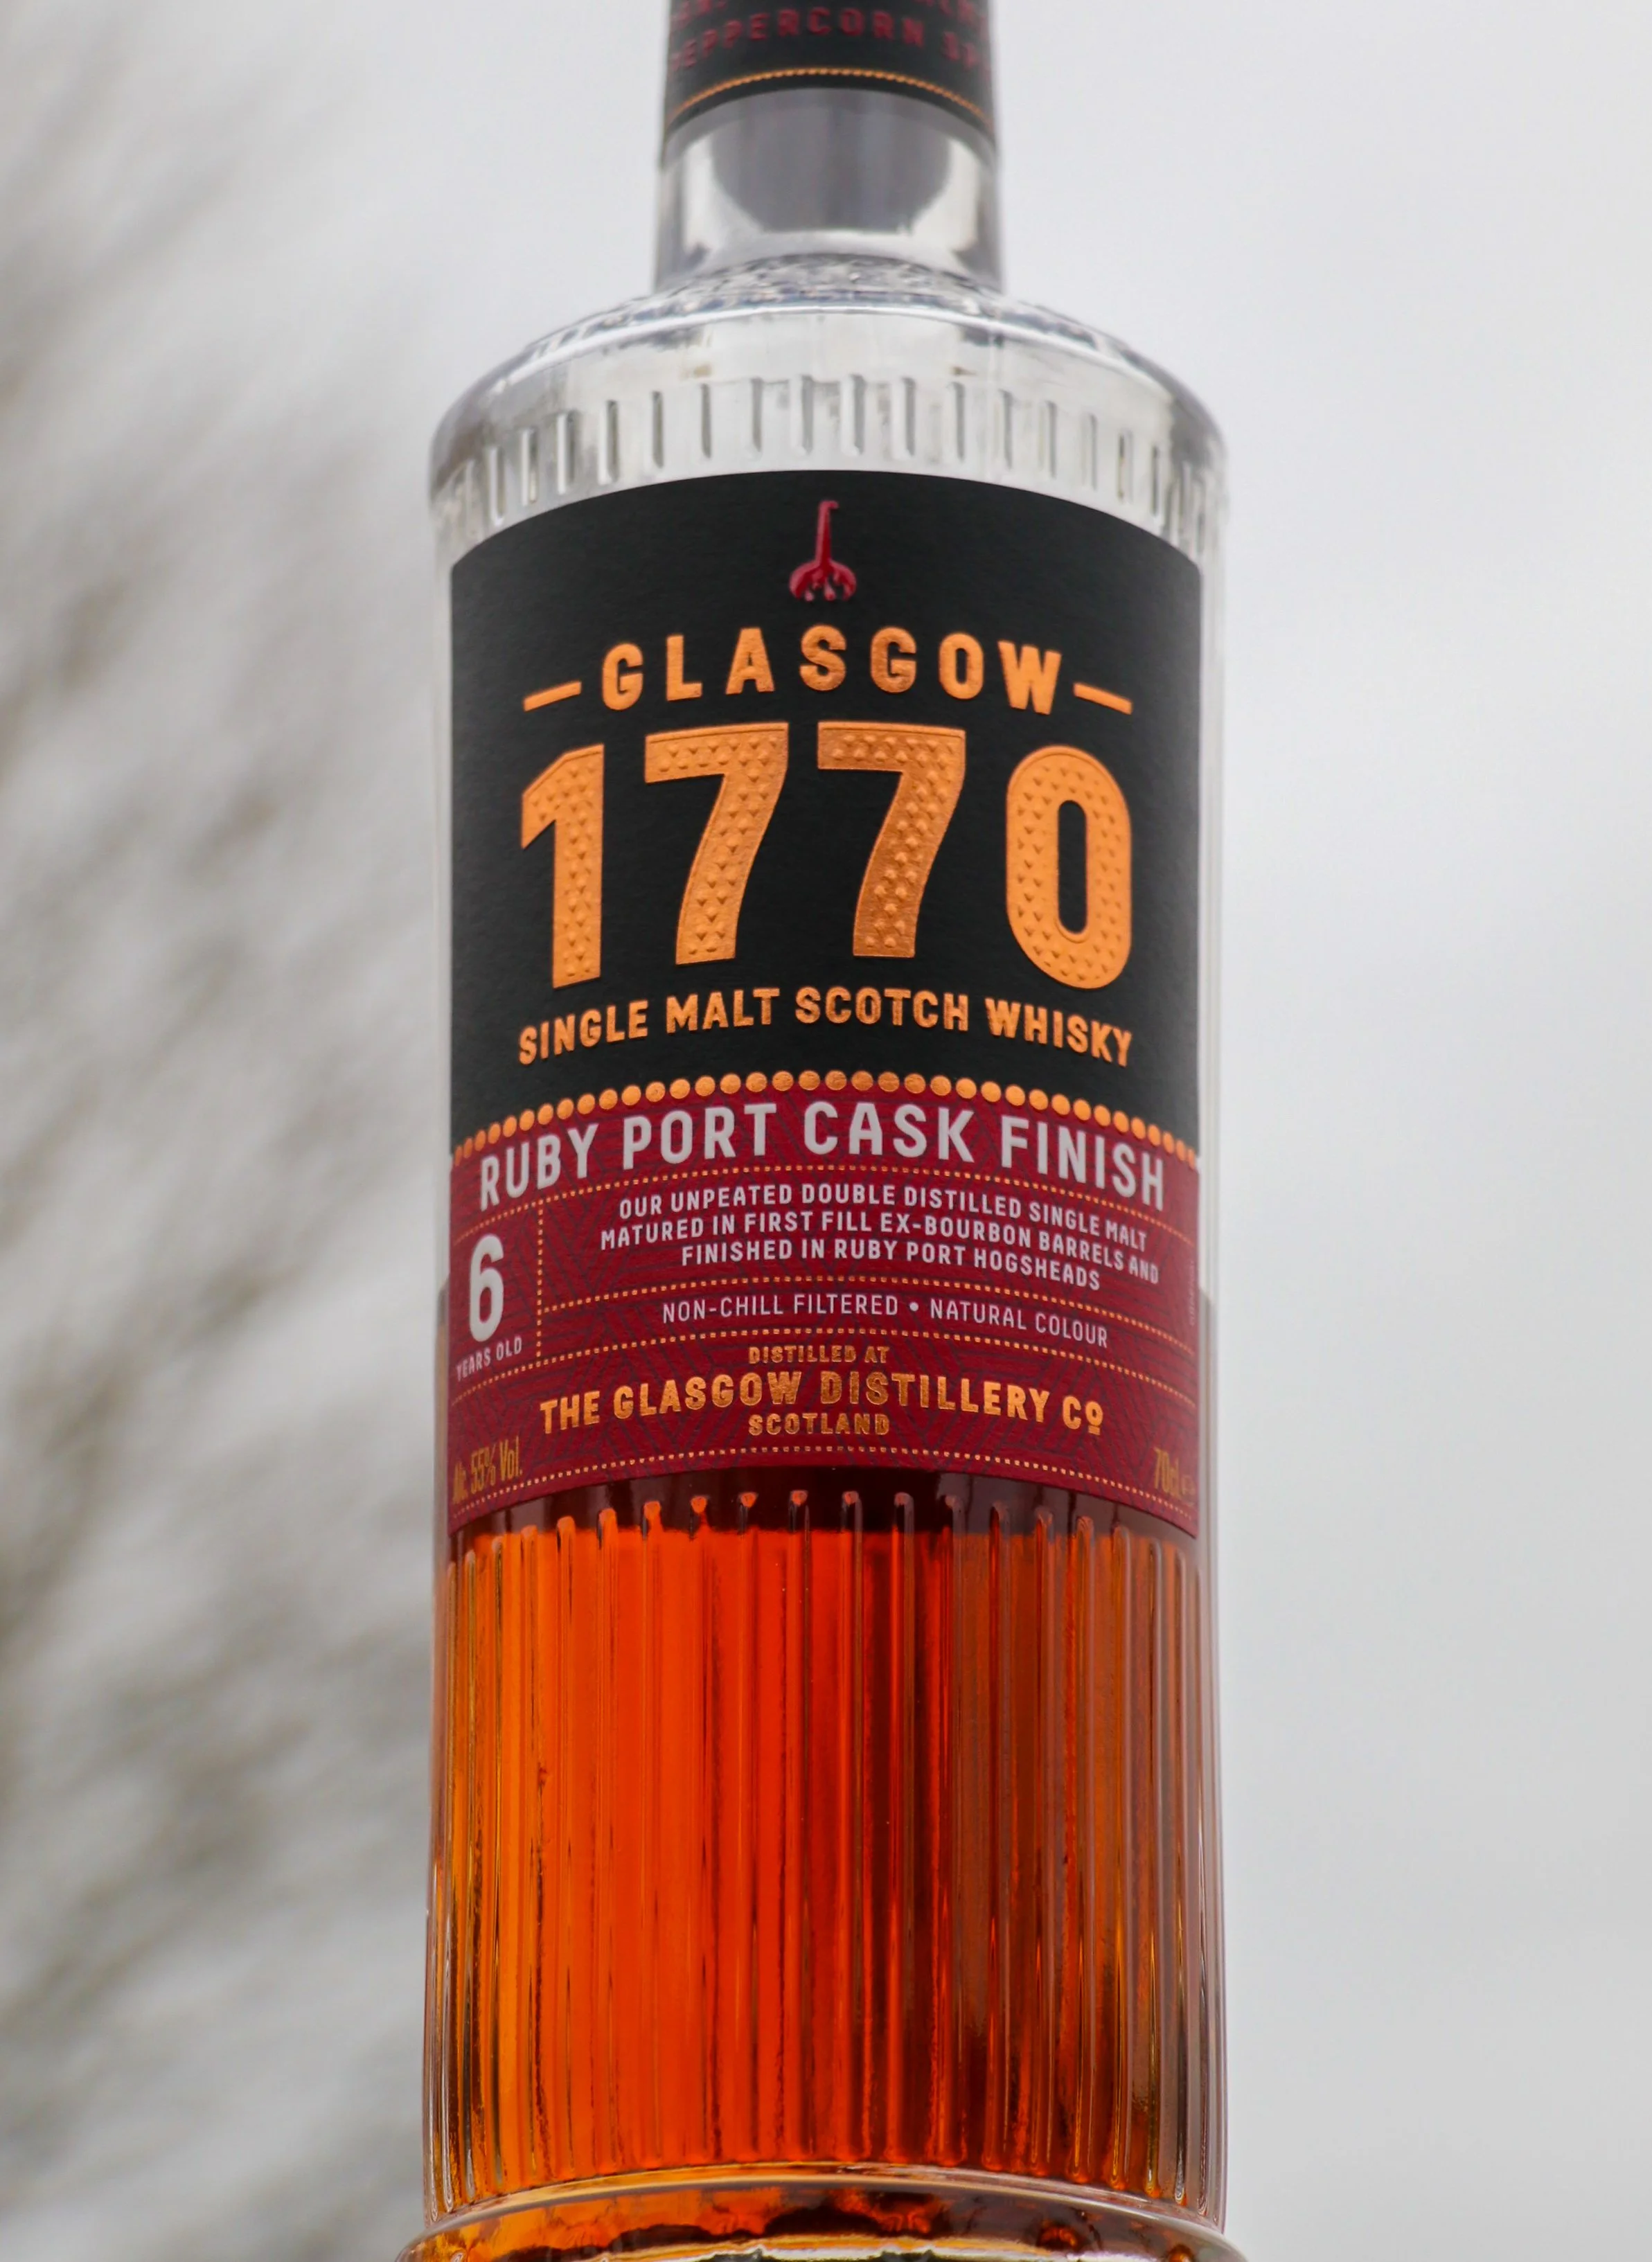 PEPPERCORN
GLASGOW
1770
SINGLE MALT SCOTCH WHISKY
RUBY PORT CASK FINISH
6
YEARS OLD
OUR UNPEATED DOUBLE DISTILLED SINGLE MALT
MATURED IN FIRST FILL EX-BOURBON BARRELS AND
FINISHED IN RUBY PORT HOGSHEADS
NON-CHILL FILTERED • NATURAL COLOUR
DISTILLED AT
THE GLASGOW DISTILLERY Cº
SCOTLAND
Alc. 55% Vol.
70cl